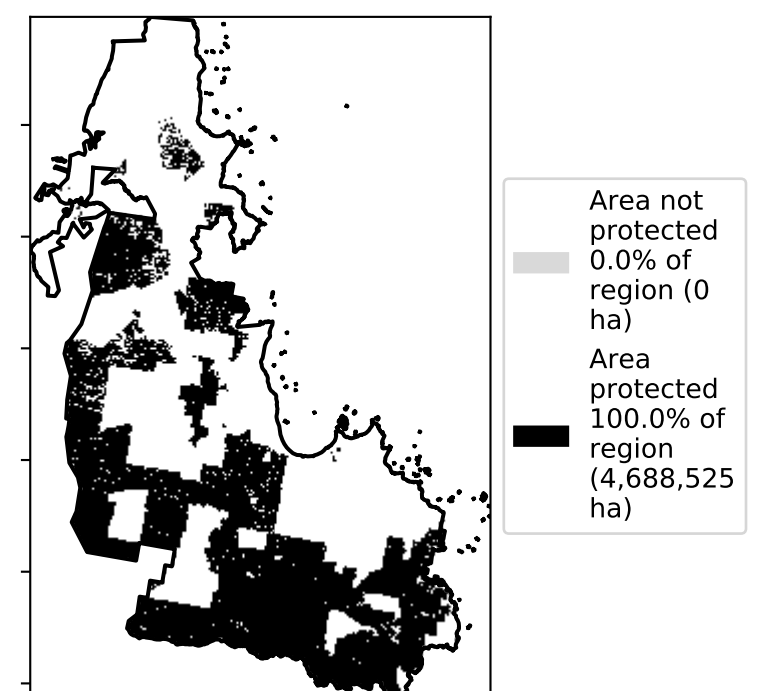 Area not
protected
0.0% of
region (0
ha)
Area
protected
100.0% of
region
(4,688,525
ha)